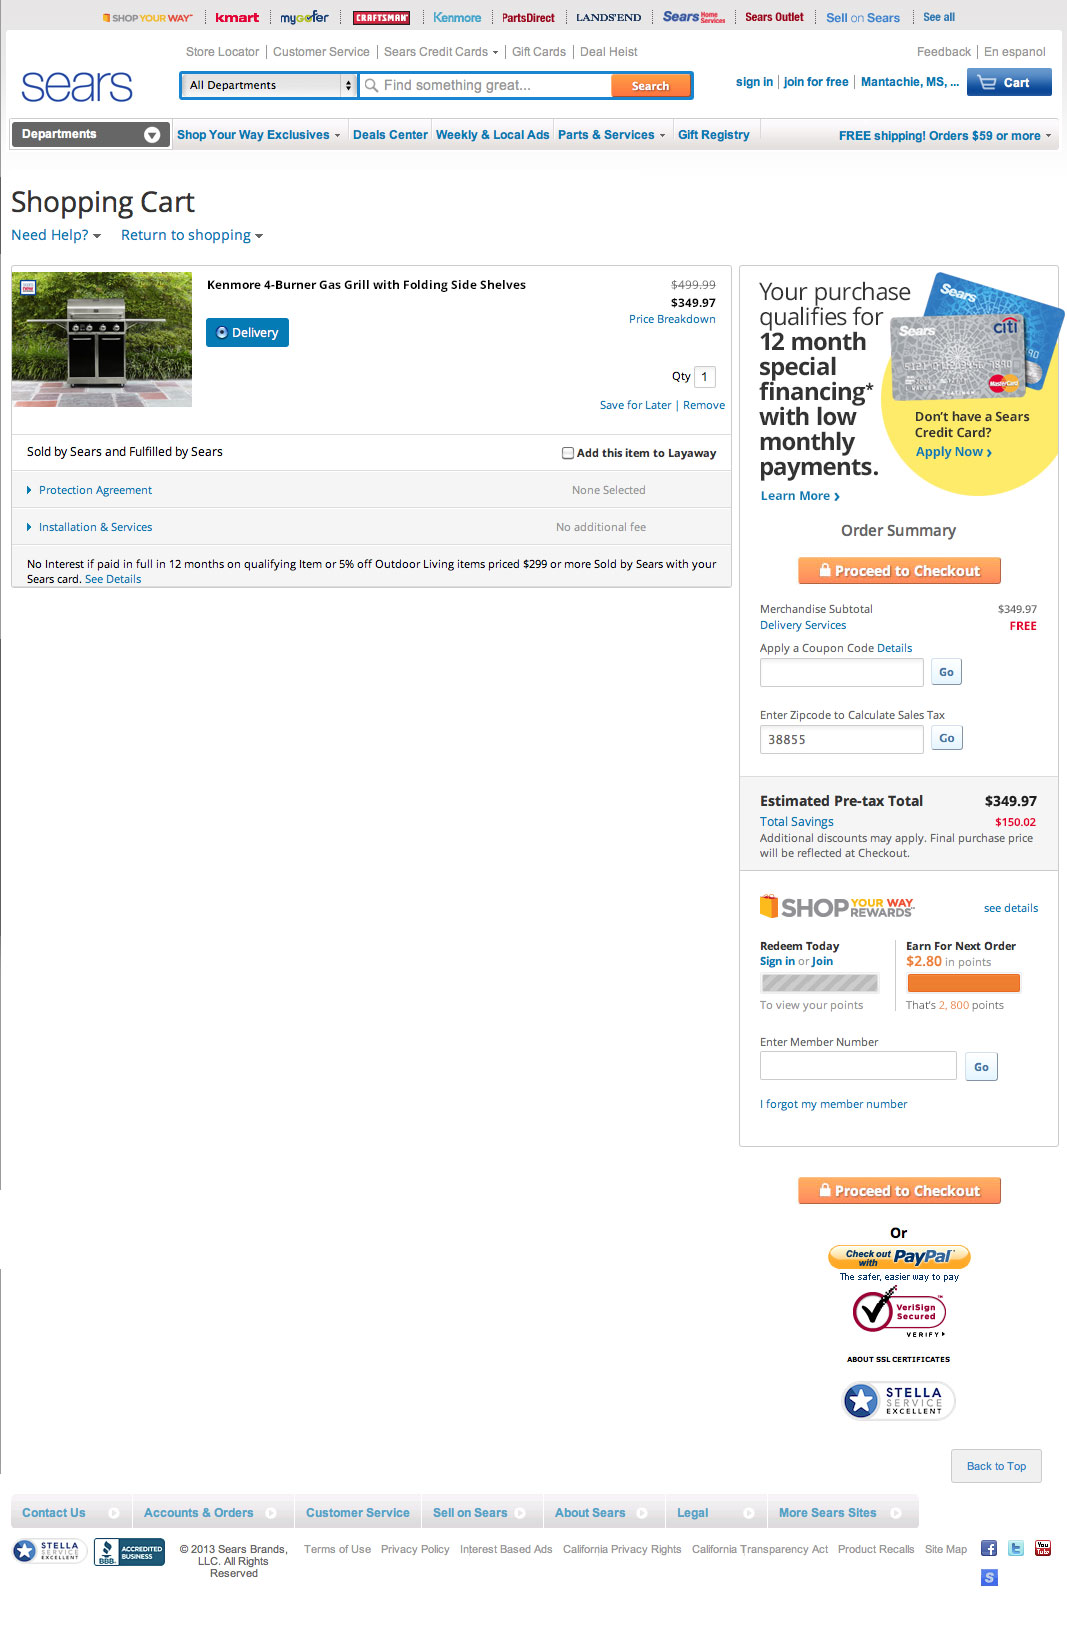 SHOP YOUR WAY kmart mygofer CRAFTSMAN Kenmore PartsDirect LANDS' END Sears Home Services Sears Outlet Sell on Sears See all
Store Locator Customer Service Sears Credit Cards Gift Cards Deal Heist Feedback En espanol
sears
All Departments Find something great... Search
sign in join for free Mantachie, MS, ... Cart
Departments Shop Your Way Exclusives Deals Center Weekly & Local Ads Parts & Services Gift Registry FREE shipping! Orders $59 or more
Shopping Cart
Need Help? Return to shopping
Kenmore 4-Burner Gas Grill with Folding Side Shelves $499.99
$349.97
Price Breakdown
Delivery
Qty 1
Save for Later | Remove
Sold by Sears and Fulfilled by Sears Add this item to Layaway
Protection Agreement None Selected
Installation & Services No additional fee
No Interest if paid in full in 12 months on qualifying Item or 5% off Outdoor Living items priced $299 or more Sold by Sears with your
Sears card. See Details
Your purchase
qualifies for
12 month
special
financing*
with low
monthly
payments.
Learn More
Sears
Sears citi
MasterCard
Don't have a Sears
Credit Card?
Apply Now
Order Summary
Proceed to Checkout
Merchandise Subtotal $349.97
Delivery Services FREE
Apply a Coupon Code Details
Go
Enter Zipcode to Calculate Sales Tax
38855 Go
Estimated Pre-tax Total $349.97
Total Savings $150.02
Additional discounts may apply. Final purchase price
will be reflected at Checkout.
SHOP YOUR WAY REWARDS see details
Redeem Today
Sign in or Join
To view your points
Earn For Next Order
$2.80 in points
That's 2, 800 points
Enter Member Number
Go
I forgot my member number
Proceed to Checkout
Or
Check out with PayPal
The safer, easier way to pay
VeriSign
Secured
VERIFY
ABOUT SSL CERTIFICATES
STELLA
SERVICE
EXCELLENT
Back to Top
Contact Us Accounts & Orders Customer Service Sell on Sears About Sears Legal More Sears Sites
STELLA
SERVICE
EXCELLENT
BBB ACCREDITED
BUSINESS
© 2013 Sears Brands,
LLC. All Rights
Reserved
Terms of Use Privacy Policy Interest Based Ads California Privacy Rights California Transparency Act Product Recalls Site Map
f t You Tube
S